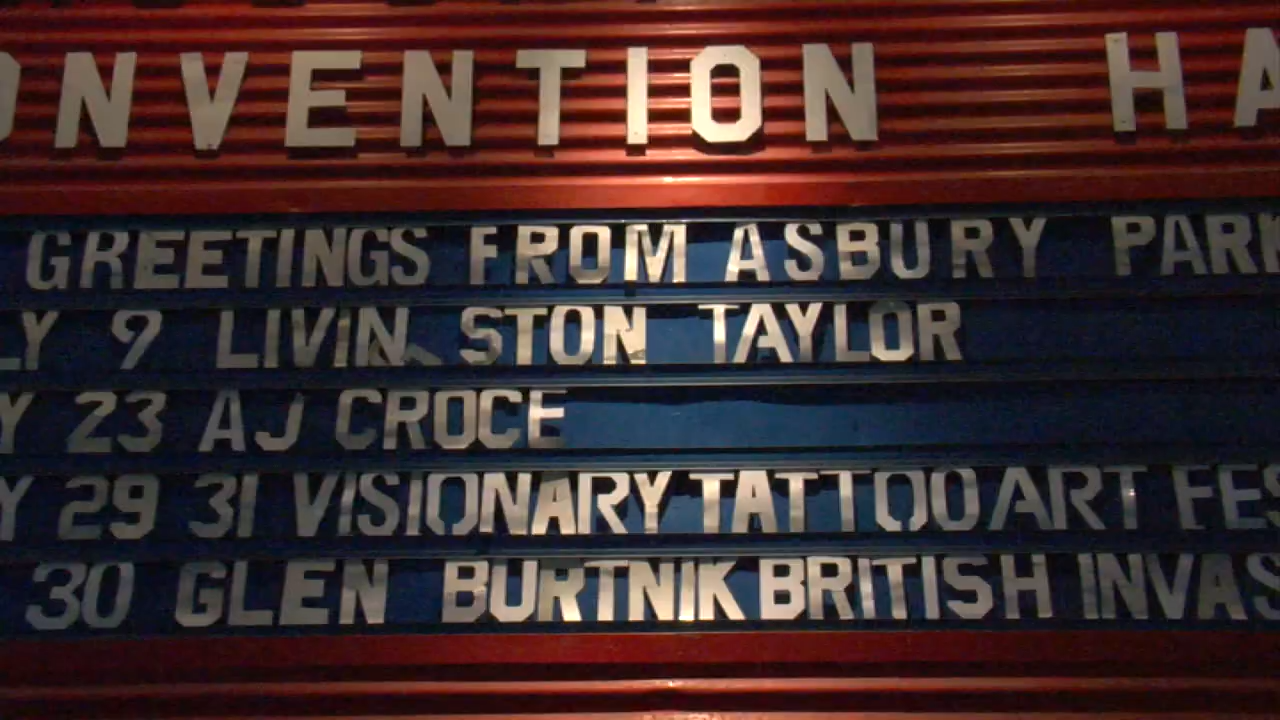 ONVENTION HA
GREETINGS FROM ASBURY PARK
LY 9 LIVIN STON TAYLOR
Y 23 AJ CROCE
Y 29 31 VISIONARY TATTOO ART FES
30 GLEN BURTNIK BRITISH INVAS